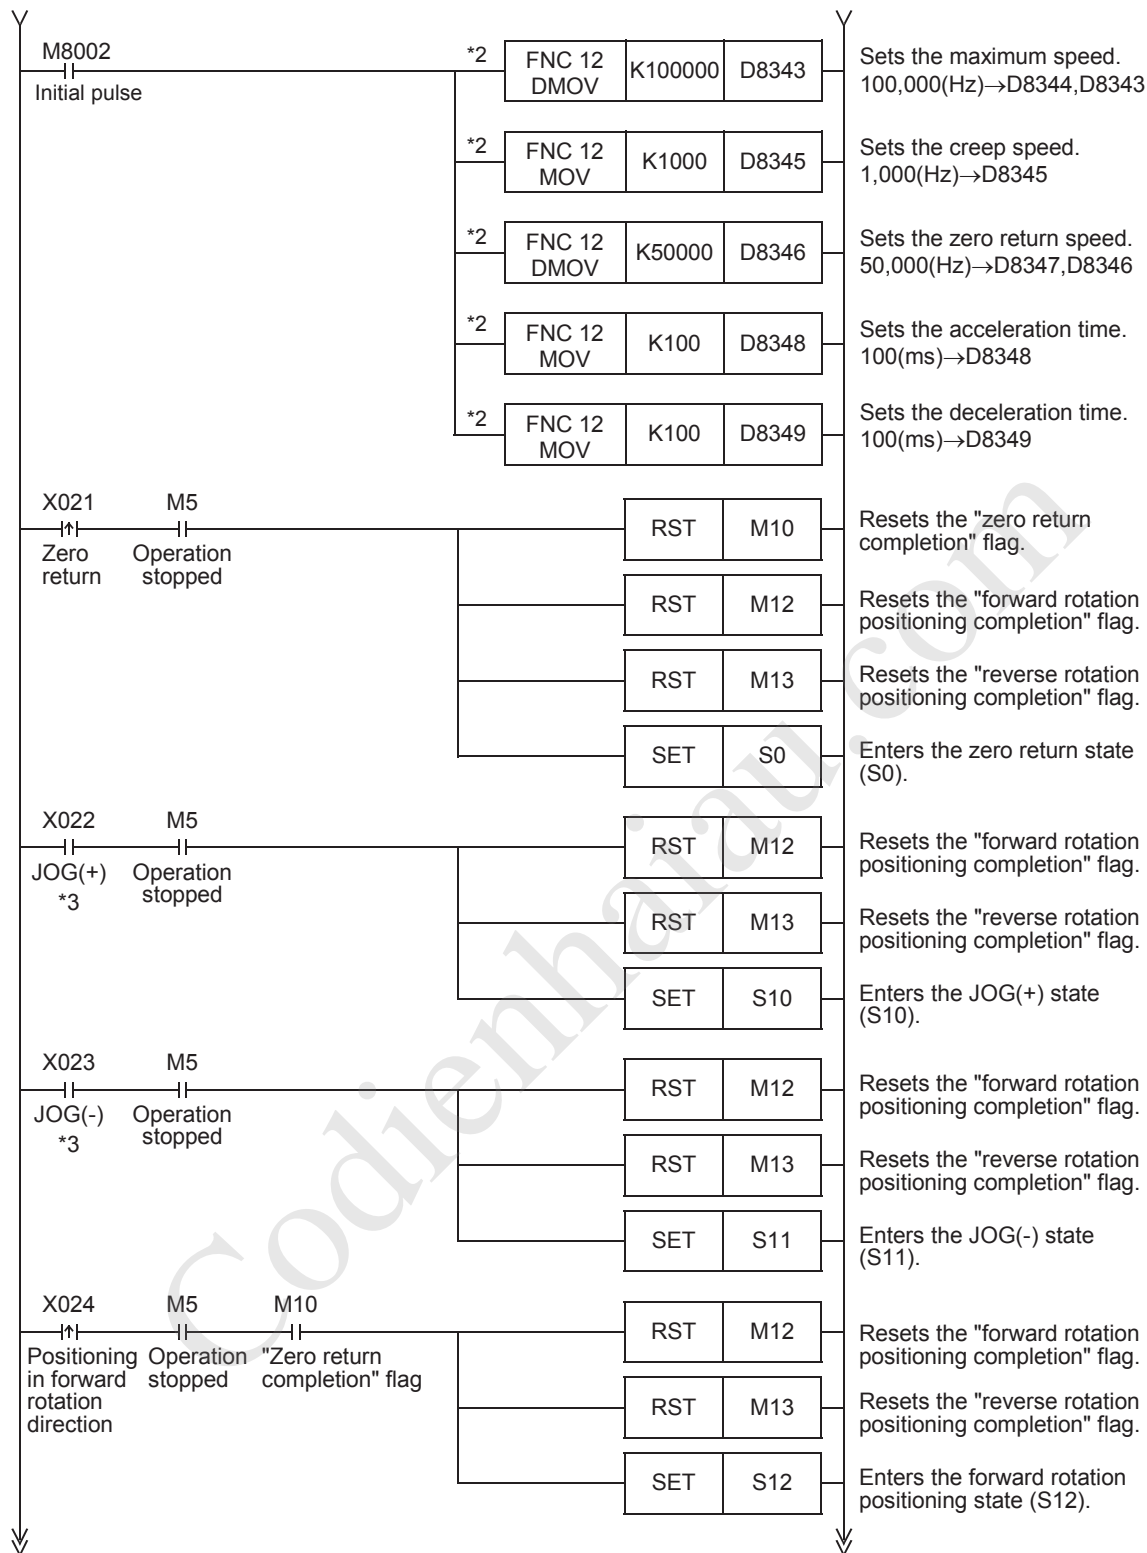 M8002
Initial pulse
*2
FNC 12
DMOV
K100000
D8343
Sets the maximum speed.
100,000(Hz)→D8344,D8343
*2
FNC 12
MOV
K1000
D8345
Sets the creep speed.
1,000(Hz)→D8345
*2
FNC 12
DMOV
K50000
D8346
Sets the zero return speed.
50,000(Hz)→D8347,D8346
*2
FNC 12
MOV
K100
D8348
Sets the acceleration time.
100(ms)→D8348
*2
FNC 12
MOV
K100
D8349
Sets the deceleration time.
100(ms)→D8349
X021
M5
Zero
return
Operation
stopped
RST
M10
Resets the "zero return
completion" flag.
RST
M12
Resets the "forward rotation
positioning completion" flag.
RST
M13
Resets the "reverse rotation
positioning completion" flag.
SET
S0
Enters the zero return state
(S0).
X022
M5
JOG(+)
*3
Operation
stopped
RST
M12
Resets the "forward rotation
positioning completion" flag.
RST
M13
Resets the "reverse rotation
positioning completion" flag.
SET
S10
Enters the JOG(+) state
(S10).
X023
M5
JOG(-)
*3
Operation
stopped
RST
M12
Resets the "forward rotation
positioning completion" flag.
RST
M13
Resets the "reverse rotation
positioning completion" flag.
SET
S11
Enters the JOG(-) state
(S11).
X024
M5
M10
Positioning
in forward
rotation
direction
Operation
stopped
"Zero return
completion" flag
RST
M12
Resets the "forward rotation
positioning completion" flag.
RST
M13
Resets the "reverse rotation
positioning completion" flag.
SET
S12
Enters the forward rotation
positioning state (S12).
Codienhaiau.com